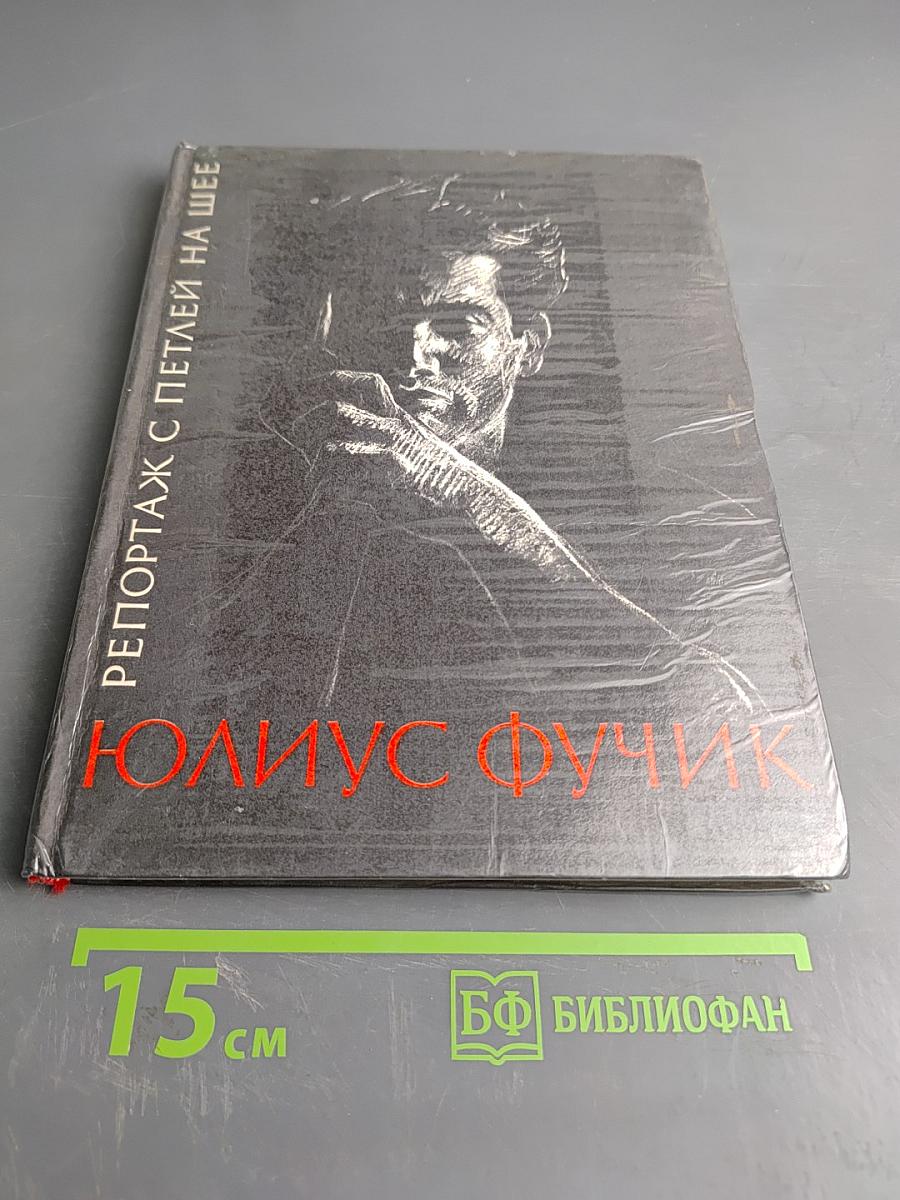 РЕПОРТАЖ С ПЕТЛЕЙ НА ШЕЕ
ЮЛИУС ФУЧИК
15 см
БФ БИБЛИОФАН